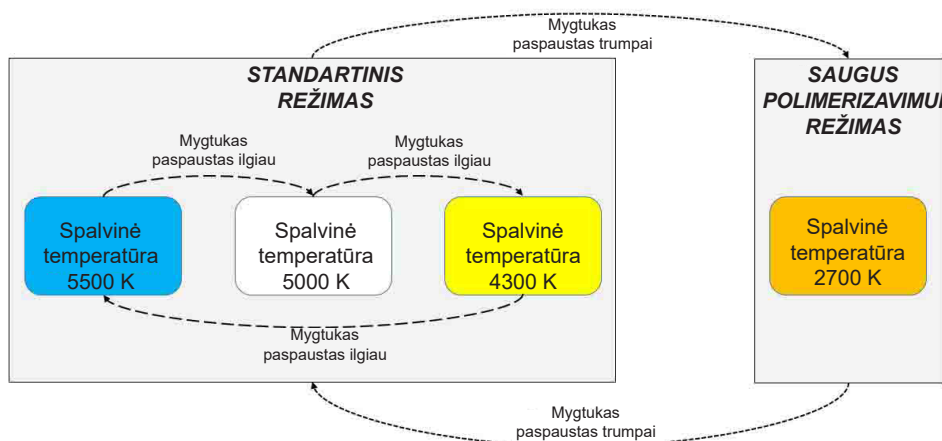 Mygtukas
paspaustas trumpai
STANDARTINIS
REŽIMAS
SAUGUS
POLIMERIZAVIMUI
REŽIMAS
Mygtukas
paspaustas ilgiau
Mygtukas
paspaustas ilgiau
Spalvinė
temperatūra
5500 K
Spalvinė
temperatūra
5000 K
Spalvinė
temperatūra
4300 K
Spalvinė
temperatūra
2700 K
Mygtukas
paspaustas ilgiau
Mygtukas
paspaustas trumpai